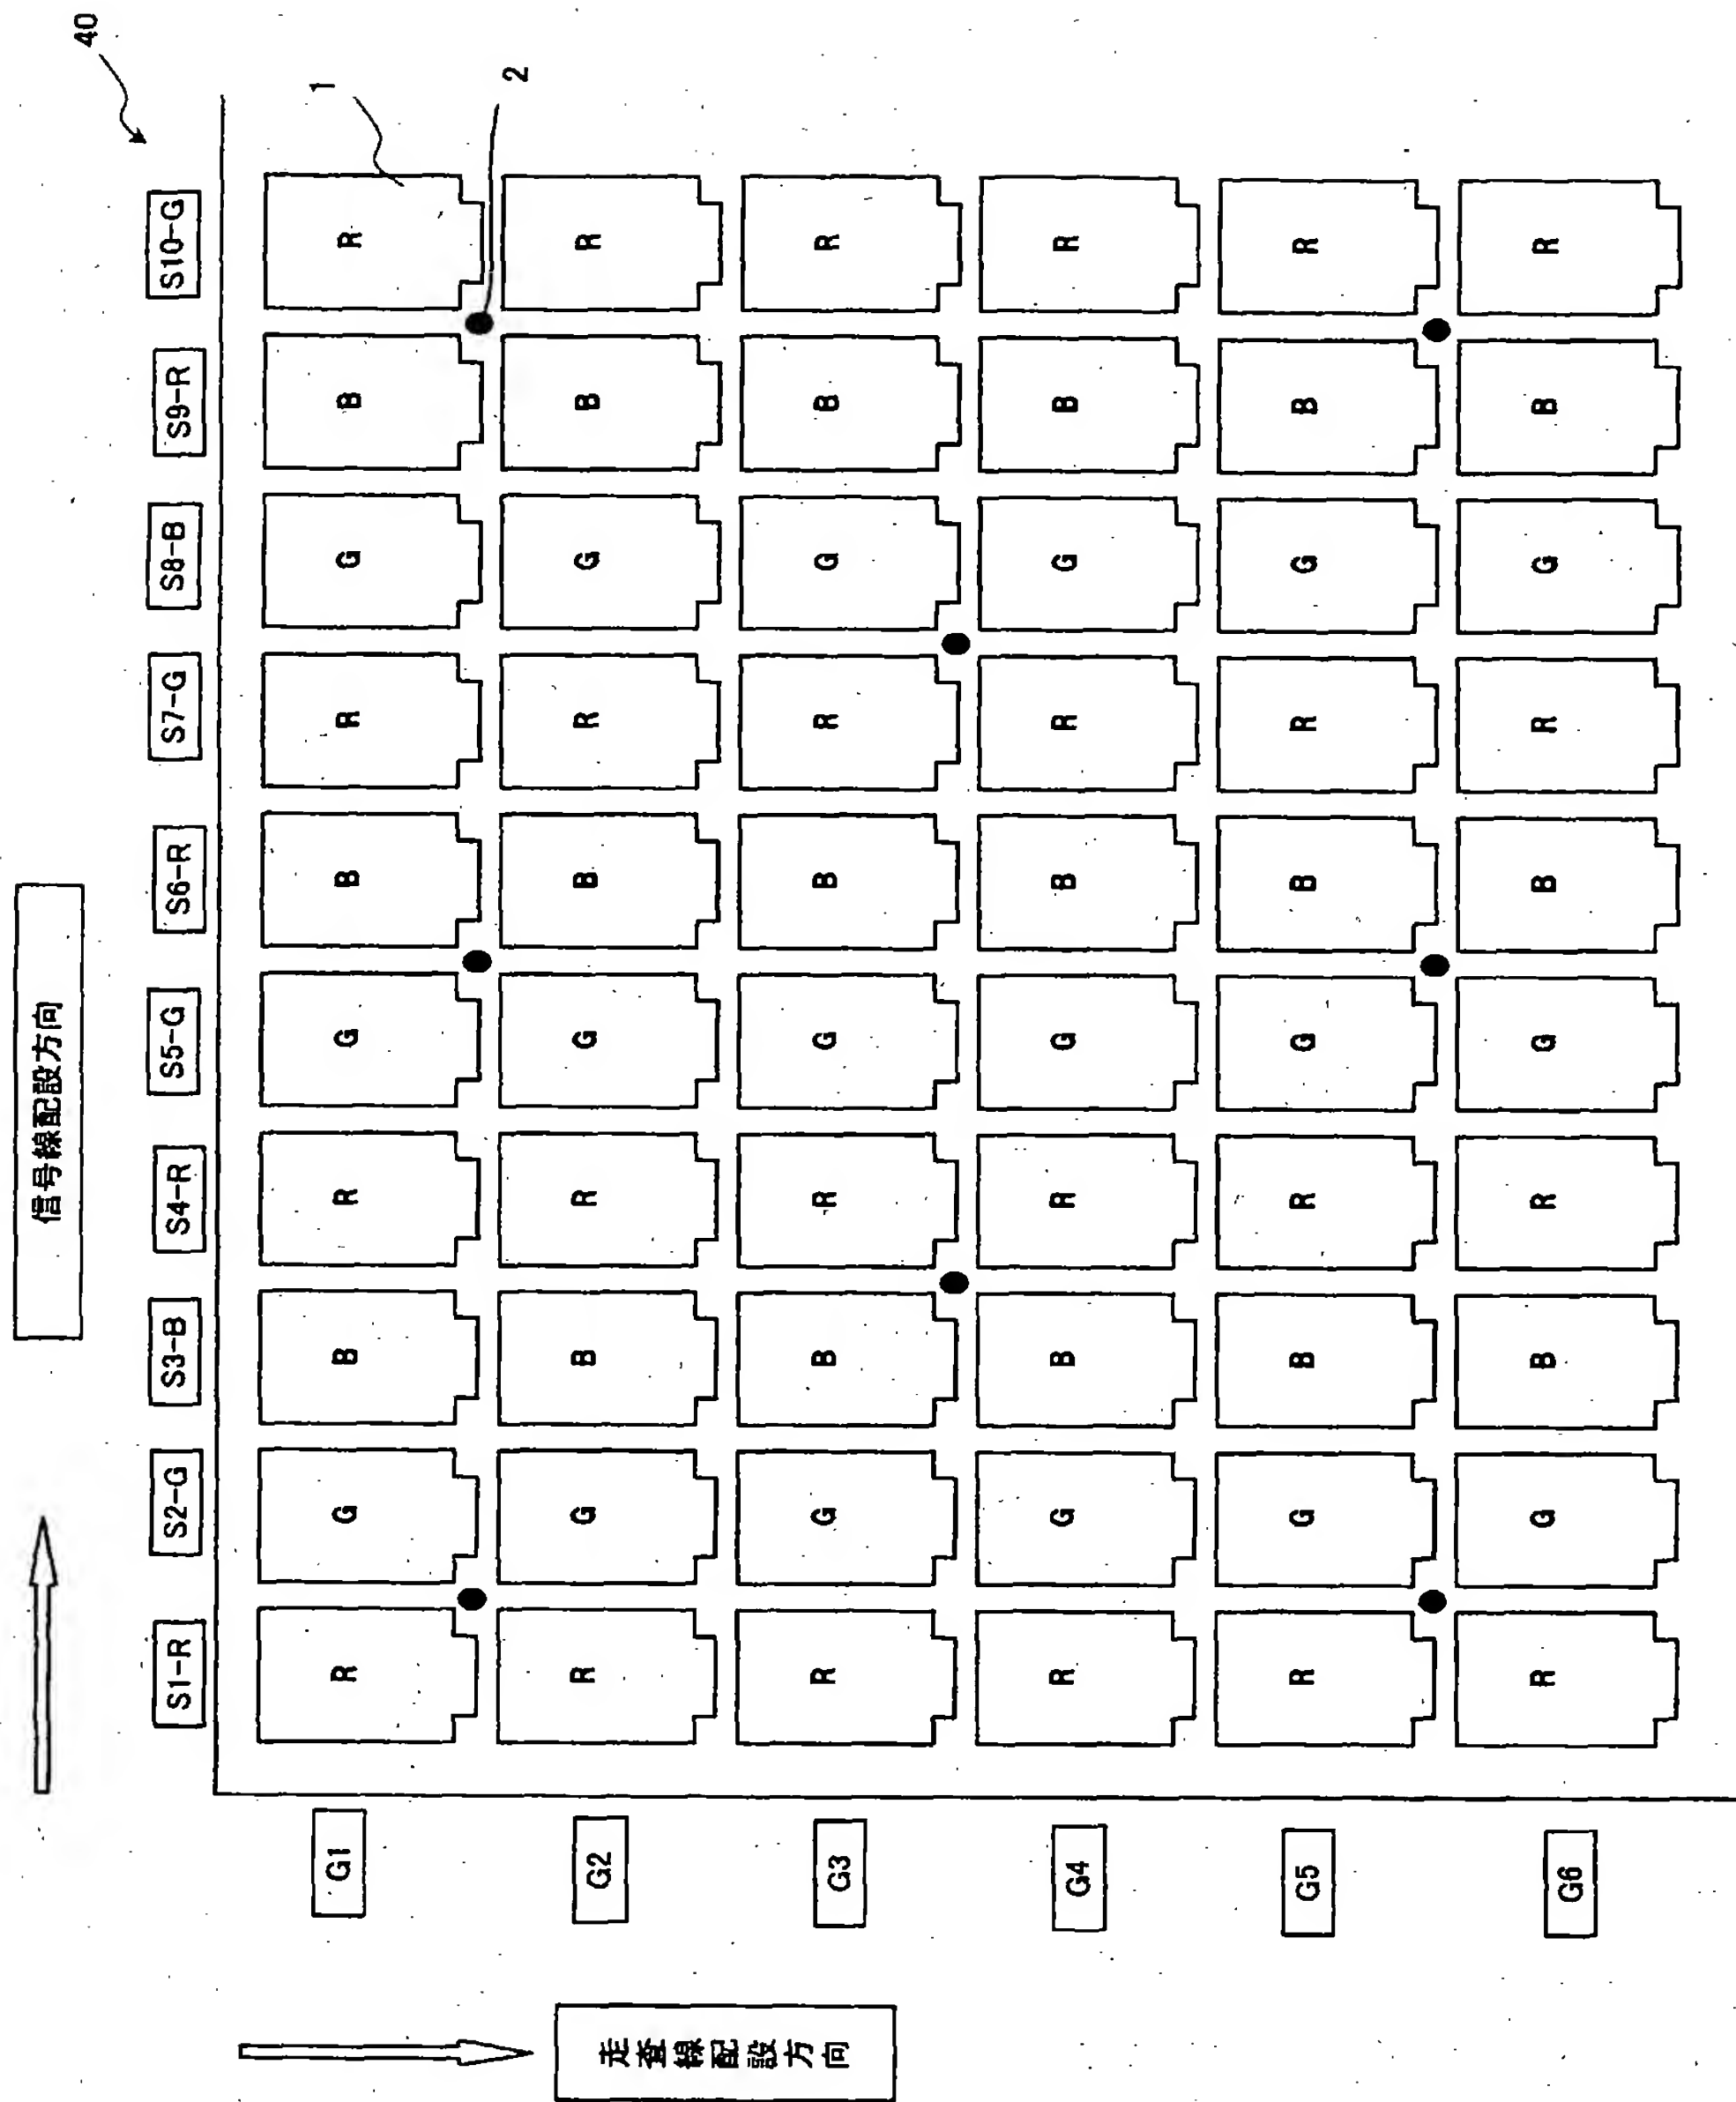 信号線配設方向
40
S1-R S2-G S3-B S4-R S5-G S6-R S7-G S8-B S9-R S10-G
1
G1 R G B R G B R G B R
2
G2 R G B R G B R G B R
G3 R G B R G B R G B R
G4 R G B R G B R G B R
G5 R G B R G B R G B R
G6 R G B R G B R G B R
走査線配設方向